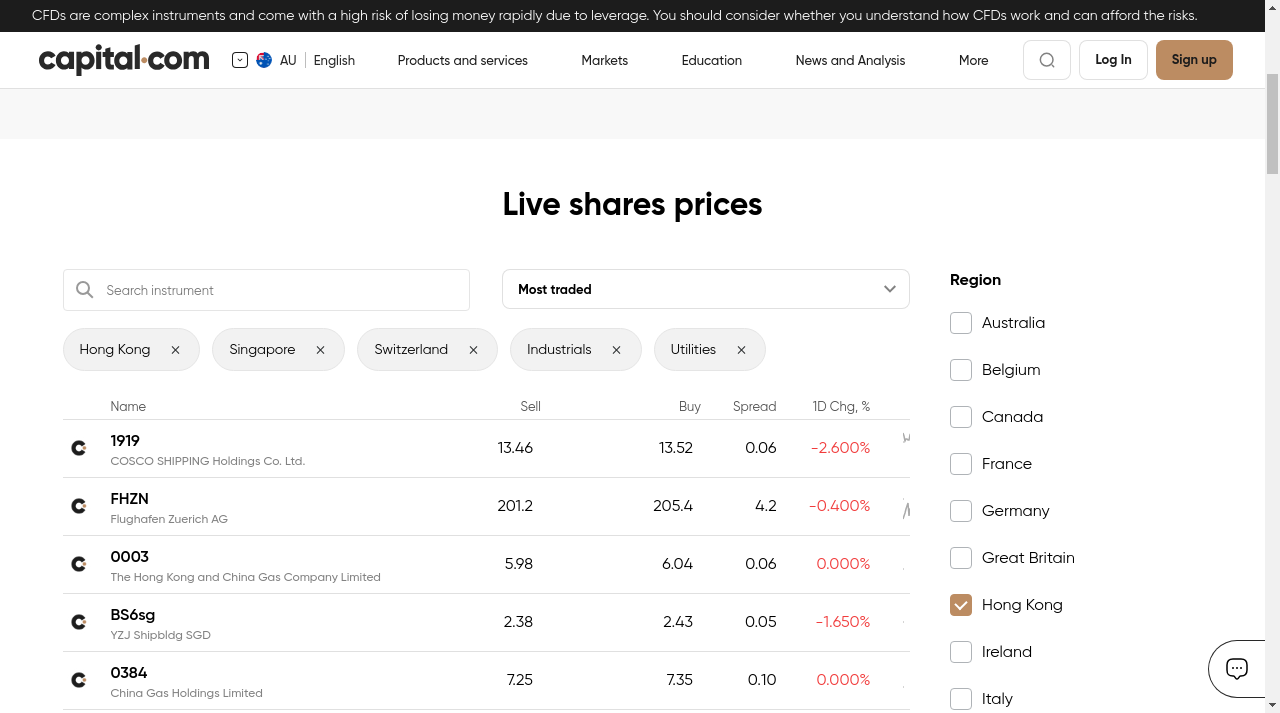 CFDs are complex instruments and come with a high risk of losing money rapidly due to leverage. You should consider whether you understand how CFDs work and can afford the risks.
capital.com AU English Products and services Markets Education News and Analysis More Log In Sign up
Live shares prices
Search instrument
Most traded
Hong Kong Singapore Switzerland Industrials Utilities
Name Sell Buy Spread 1D Chg, %
1919 13.46 13.52 0.06 -2.600%
COSCO SHIPPING Holdings Co. Ltd.
FHZN 201.2 205.4 4.2 -0.400%
Flughafen Zuerich AG
0003 5.98 6.04 0.06 0.000%
The Hong Kong and China Gas Company Limited
BS6sg 2.38 2.43 0.05 -1.650%
YZJ Shipbldg SGD
0384 7.25 7.35 0.10 0.000%
China Gas Holdings Limited
Region
Australia
Belgium
Canada
France
Germany
Great Britain
Hong Kong
Ireland
Italy